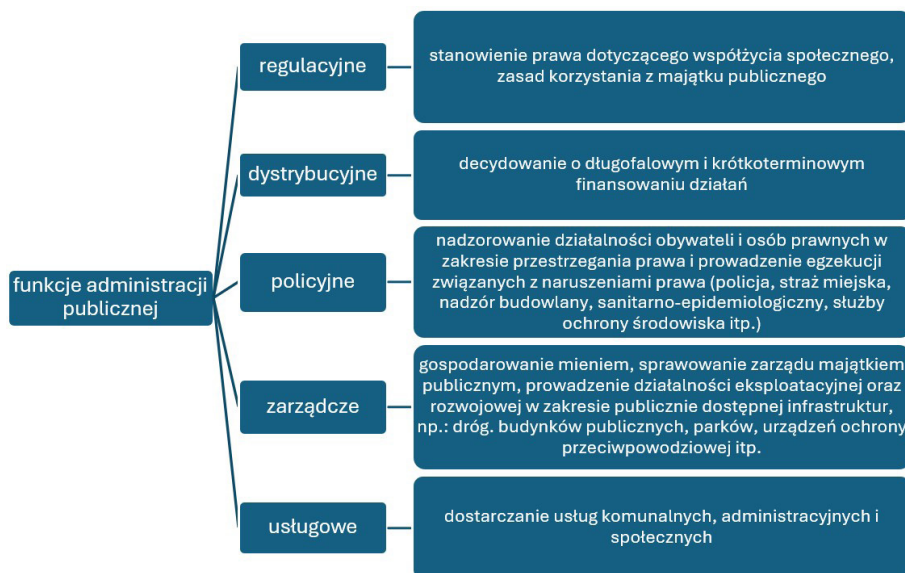 funkcje administracji
publicznej
regulacyjne
stanowienie prawa dotyczącego współżycia społecznego,
zasad korzystania z majątku publicznego
dystrybucyjne
decydowanie o długofalowym i krótkoterminowym
finansowaniu działań
policyjne
nadzorowanie działalności obywateli i osób prawnych w
zakresie przestrzegania prawa i prowadzenie egzekucji
związanych z naruszeniami prawa (policja, straż miejska,
nadzór budowlany, sanitarno-epidemiologiczny, służby
ochrony środowiska itp.)
zarządcze
gospodarowanie mieniem, sprawowanie zarządu majątkiem
publicznym, prowadzenie działalności eksploatacyjnej oraz
rozwojowej w zakresie publicznie dostępnej infrastruktur,
np.: dróg. budynków publicznych, parków, urządzeń ochrony
przeciwpowodziowej itp.
usługowe
dostarczanie usług komunalnych, administracyjnych i
społecznych